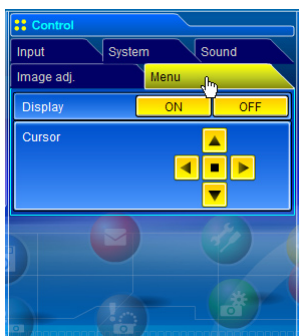 Control
Input System Sound
Image adj. Menu
Display ON OFF
Cursor